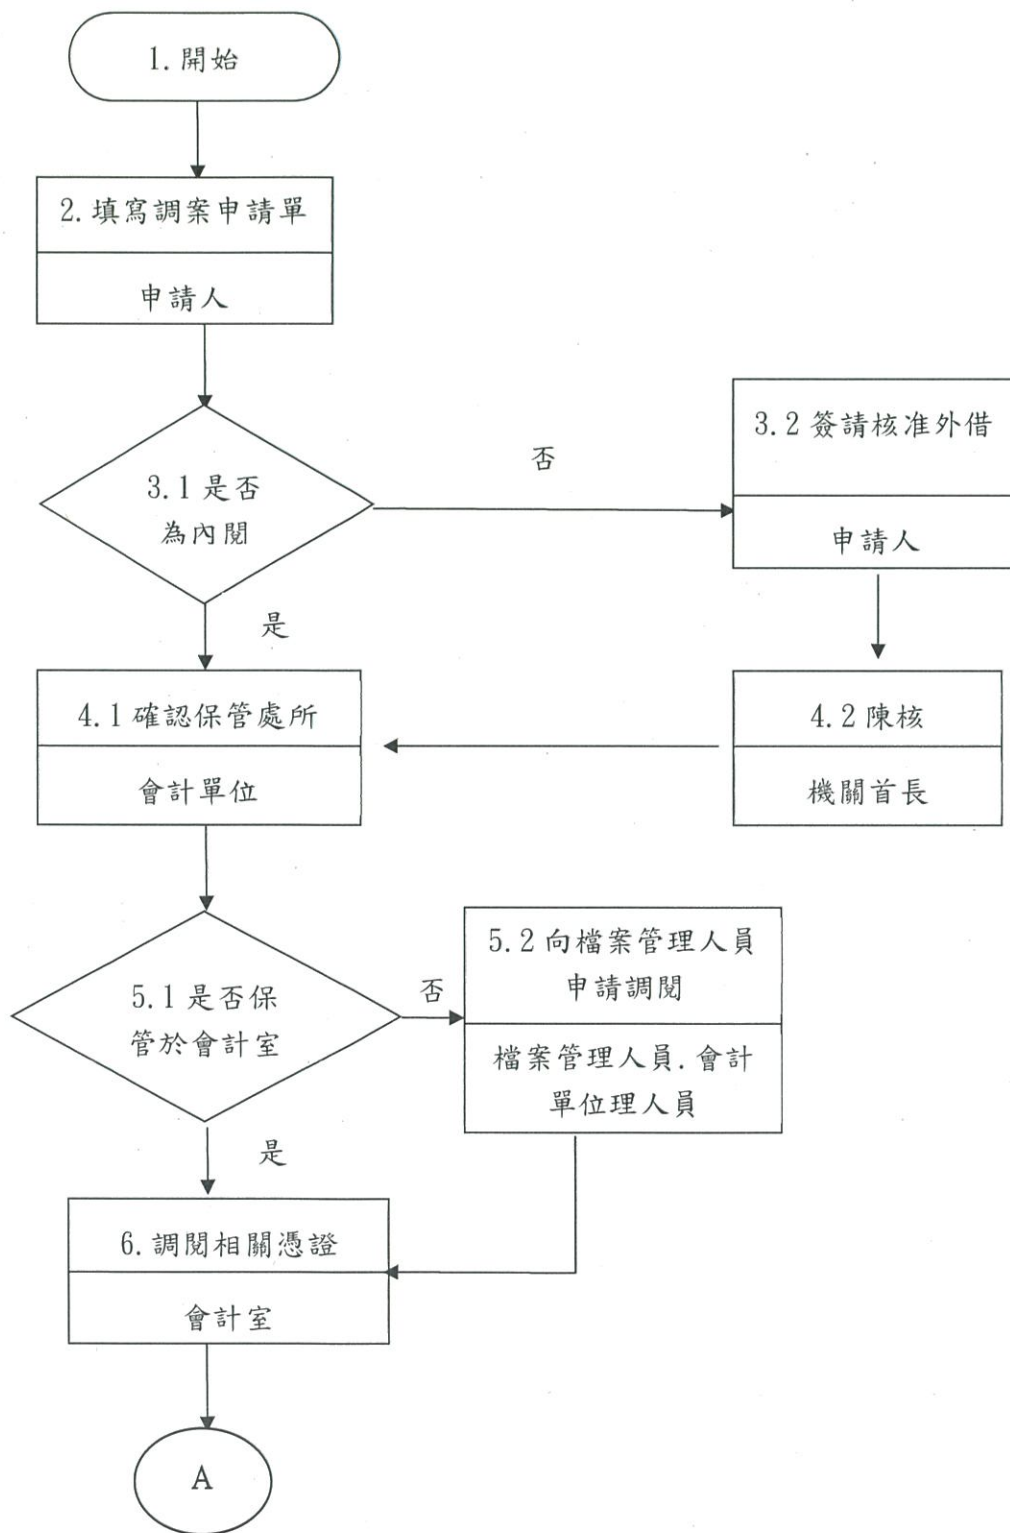 1.開始
2.填寫調案申請單
申請人
3.1是否
為內閱
否
3.2 簽請核准外借
申請人
是
4.1 確認保管處所
會計單位
4.2 陳核
機關首長
5.1 是否保
管於會計室
否
5.2 向檔案管理人員
申請調閱
檔案管理人員.會計
單位理人員
是
6.調閱相關憑證
會計室
A